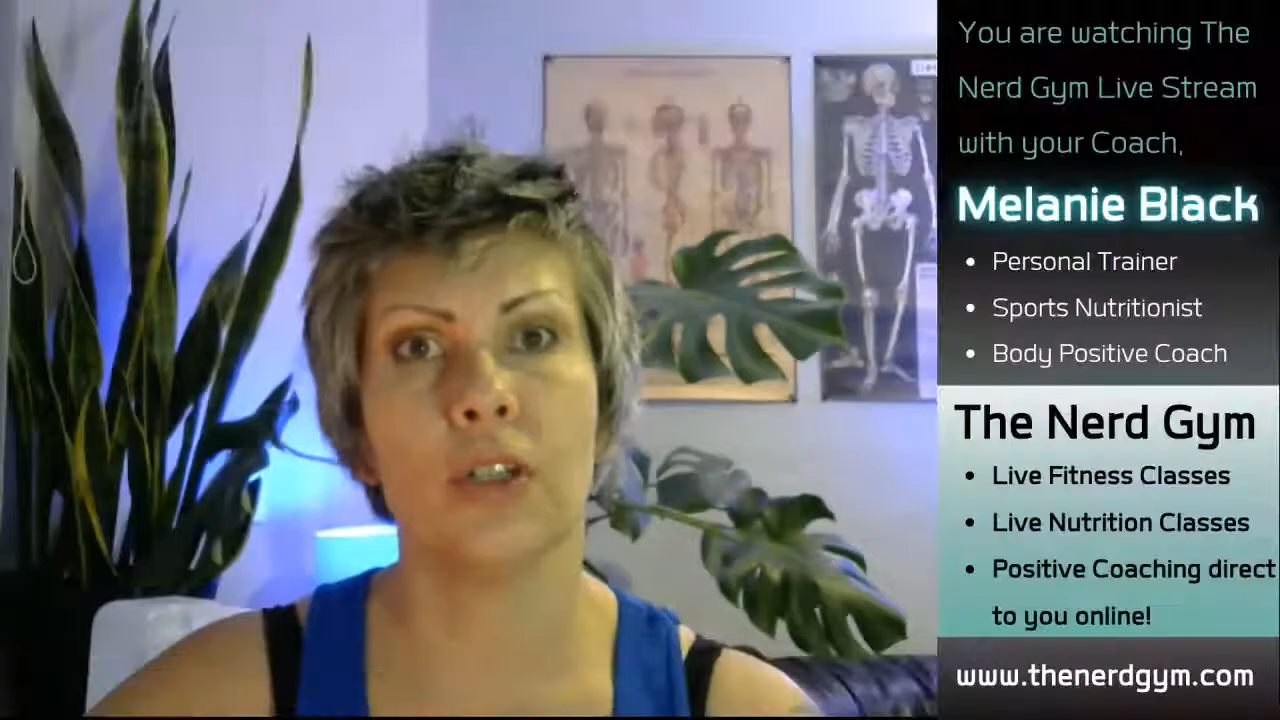 You are watching The
Nerd Gym Live Stream
with your Coach,
Melanie Black
• Personal Trainer
• Sports Nutritionist
• Body Positive Coach
The Nerd Gym
• Live Fitness Classes
• Live Nutrition Classes
• Positive Coaching direct
to you online!
www.thenerdgym.com